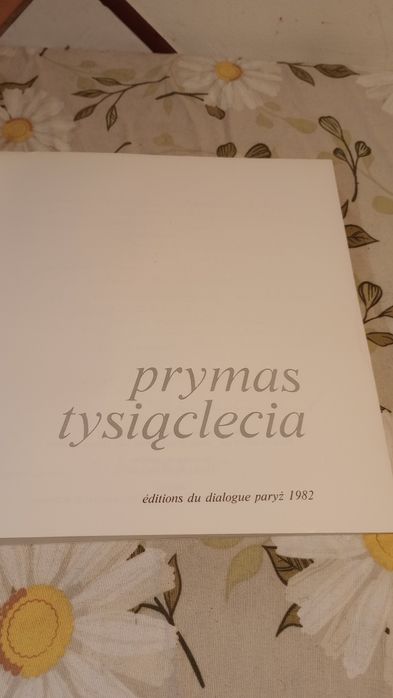 prymas
tysiąclecia
éditions du dialogue paryż 1982